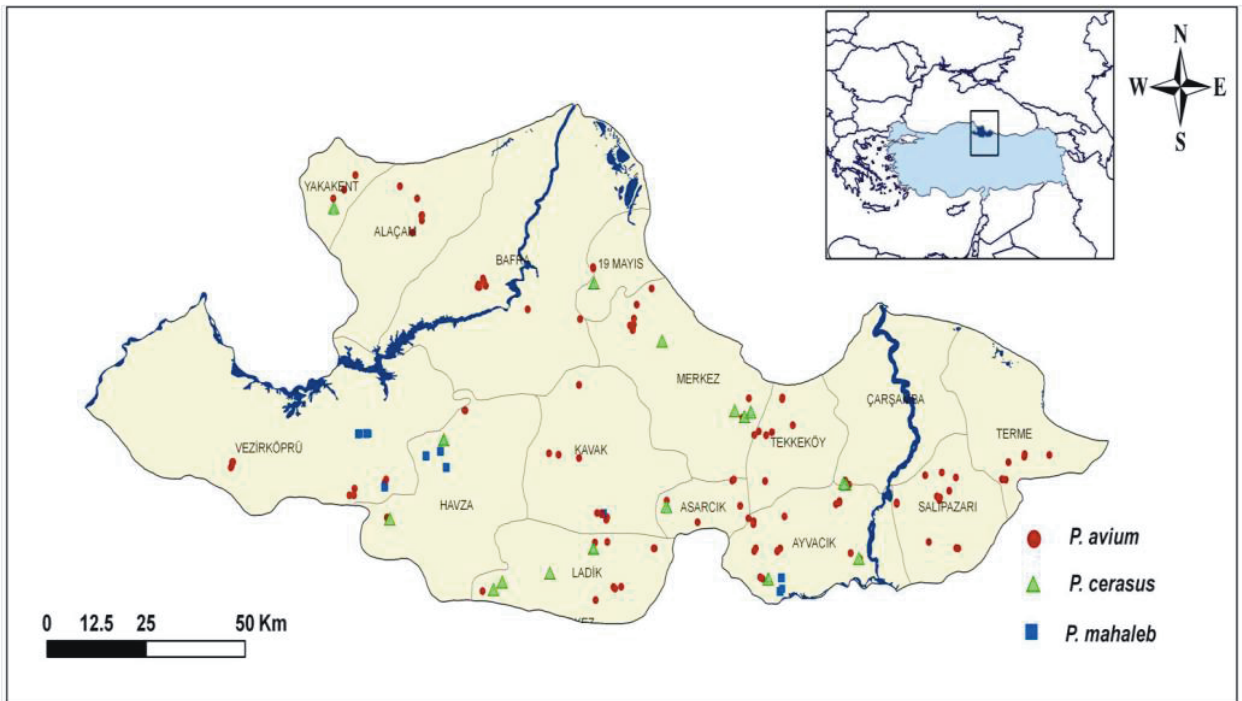 N
W E
S
YAKAKENT
ALAÇAM
BAFRA
19 MAYIS
MERKEZ
ÇARŞAMBA
VEZİRKÖPRÜ
KAVAK
TEKKEKÖY
TERME
HAVZA
ASARCIK
SALIPAZARI
AYVACIK
LADİK
P. avium
P. cerasus
P. mahaleb
0 12.5 25 50 Km